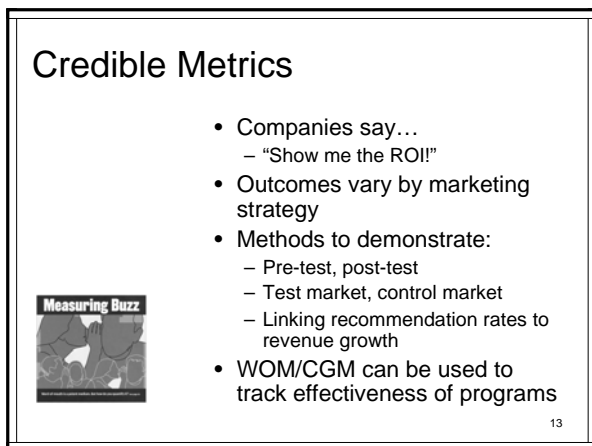 Credible Metrics
• Companies say…
– “Show me the ROI!”
• Outcomes vary by marketing
strategy
• Methods to demonstrate:
– Pre-test, post-test
– Test market, control market
– Linking recommendation rates to
revenue growth
• WOM/CGM can be used to
track effectiveness of programs
Measuring Buzz
13